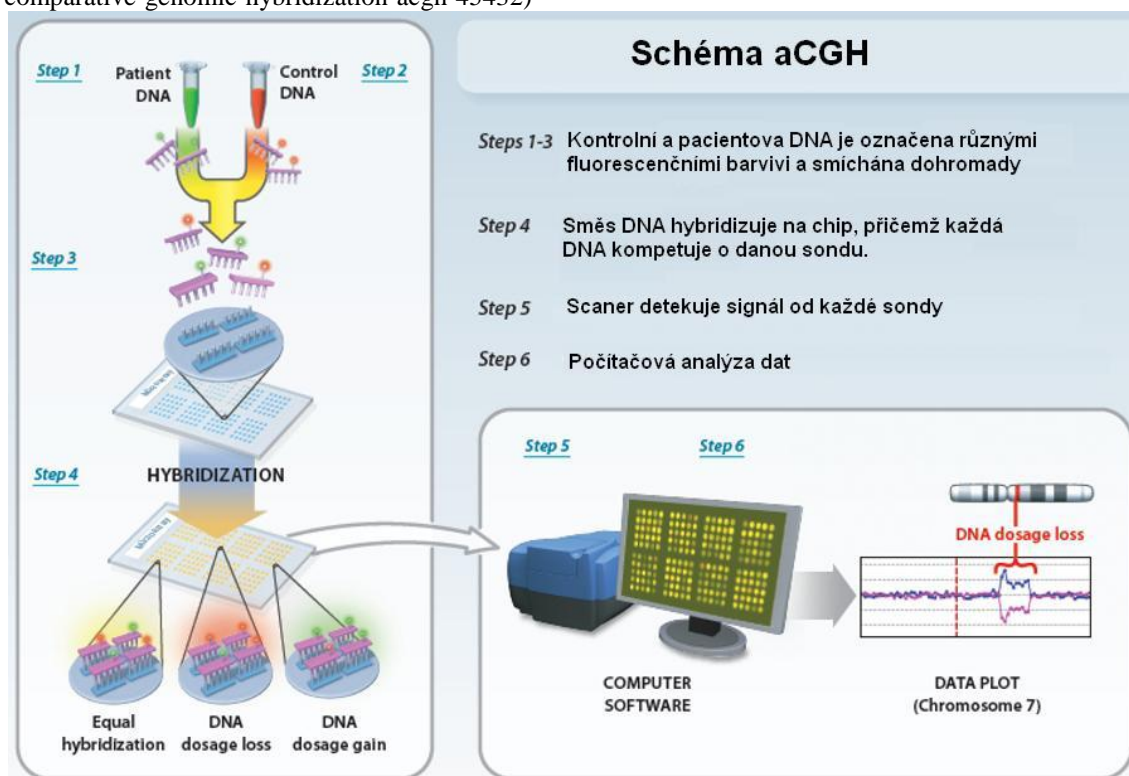 comparative genomic hybridization acgh 45432)
Schéma aCGH
Step 1
Patient
DNA
Control
DNA
Step 2
Step 3
HYBRIDIZATION
Step 4
Equal
hybridization
DNA
dosage loss
DNA
dosage gain
Steps 1-3 Kontrolní a pacientova DNA je označena různými
fluorescenčními barvivi a smíchána dohromady
Step 4 Směs DNA hybridizuje na chip, přičemž každá
DNA kompetuje o danou sondu.
Step 5 Scaner detekuje signál od každé sondy
Step 6 Počítačová analýza dat
Step 5
Step 6
COMPUTER
SOFTWARE
DNA dosage loss
DATA PLOT
(Chromosome 7)